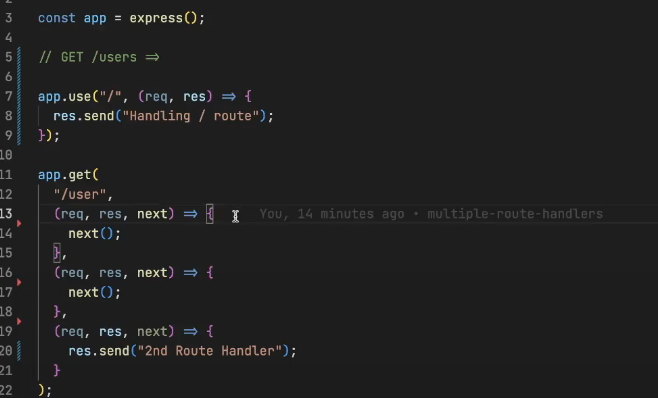 3 const app = express();
4
5 // GET /users =>
6
7 app.use("/", (req, res) => {
8 res.send("Handling / route");
9 });
10
11 app.get(
12 "/user",
13 (req, res, next) => { You, 14 minutes ago • multiple-route-handlers
14 next();
15 },
16 (req, res, next) => {
17 next();
18 },
19 (req, res, next) => {
20 res.send("2nd Route Handler");
21 }
22 );